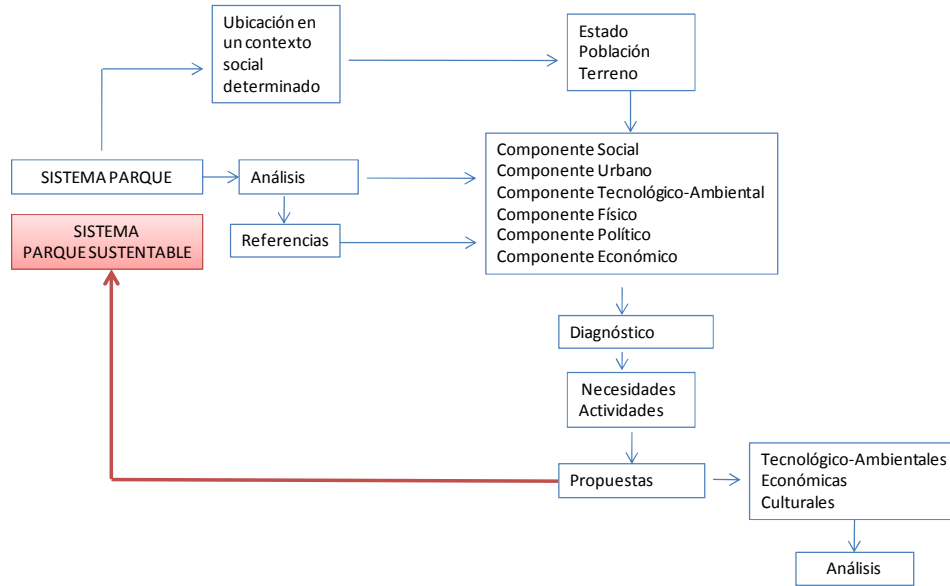 Ubicación en
un contexto
social
determinado
Estado
Población
Terreno
SISTEMA PARQUE
Análisis
Componente Social
Componente Urbano
Componente Tecnológico-Ambiental
Componente Físico
Componente Político
Componente Económico
SISTEMA
PARQUE SUSTENTABLE
Referencias
Diagnóstico
Necesidades
Actividades
Propuestas
Tecnológico-Ambientales
Económicas
Culturales
Análisis